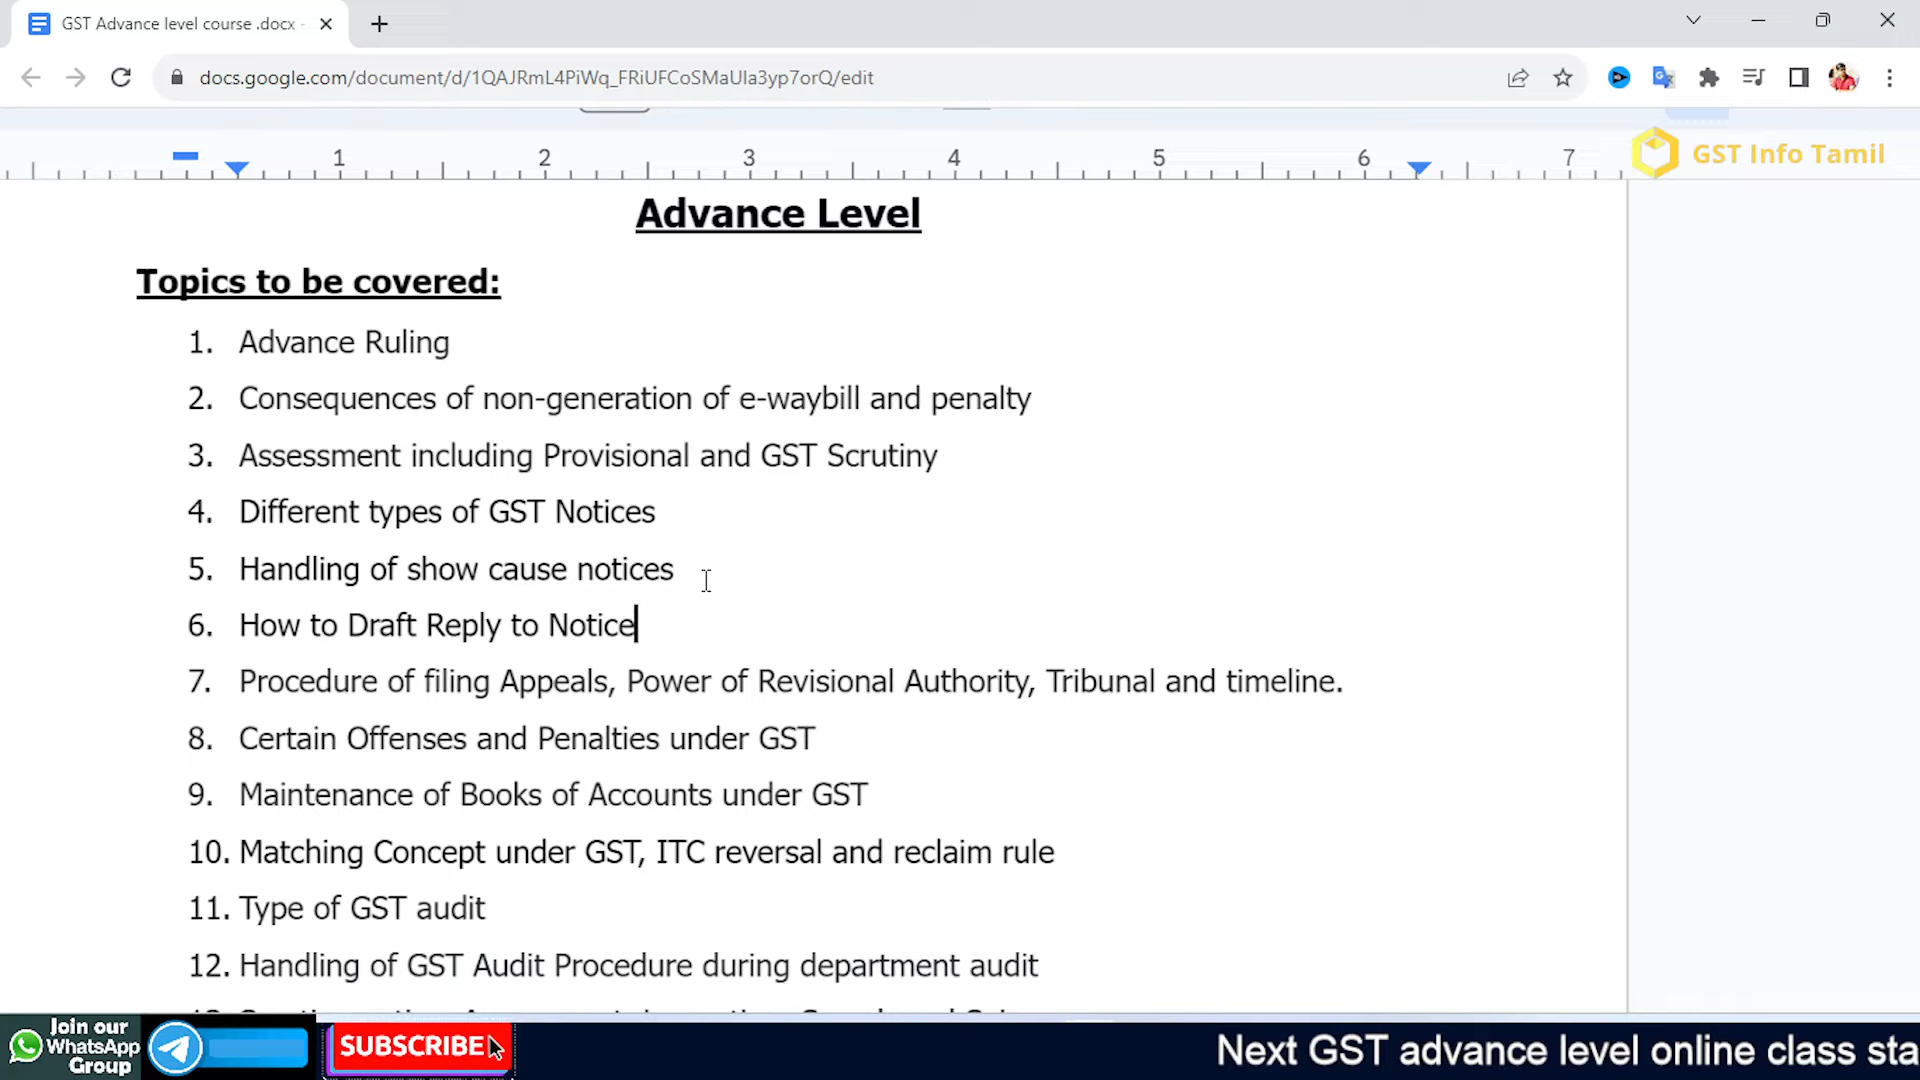 GST Advance level course .docx -
docs.google.com/document/d/1QAJRmL4PiWq_FRiUFCoSMaUIa3yp7orQ/edit
1 2 3 4 5 6 7
GST Info Tamil
Advance Level
Topics to be covered:
1. Advance Ruling
2. Consequences of non-generation of e-waybill and penalty
3. Assessment including Provisional and GST Scrutiny
4. Different types of GST Notices
5. Handling of show cause notices
6. How to Draft Reply to Notice
7. Procedure of filing Appeals, Power of Revisional Authority, Tribunal and timeline.
8. Certain Offenses and Penalties under GST
9. Maintenance of Books of Accounts under GST
10. Matching Concept under GST, ITC reversal and reclaim rule
11. Type of GST audit
12. Handling of GST Audit Procedure during department audit
Join our
WhatsApp
Group
SUBSCRIBE
Next GST advance level online class sta